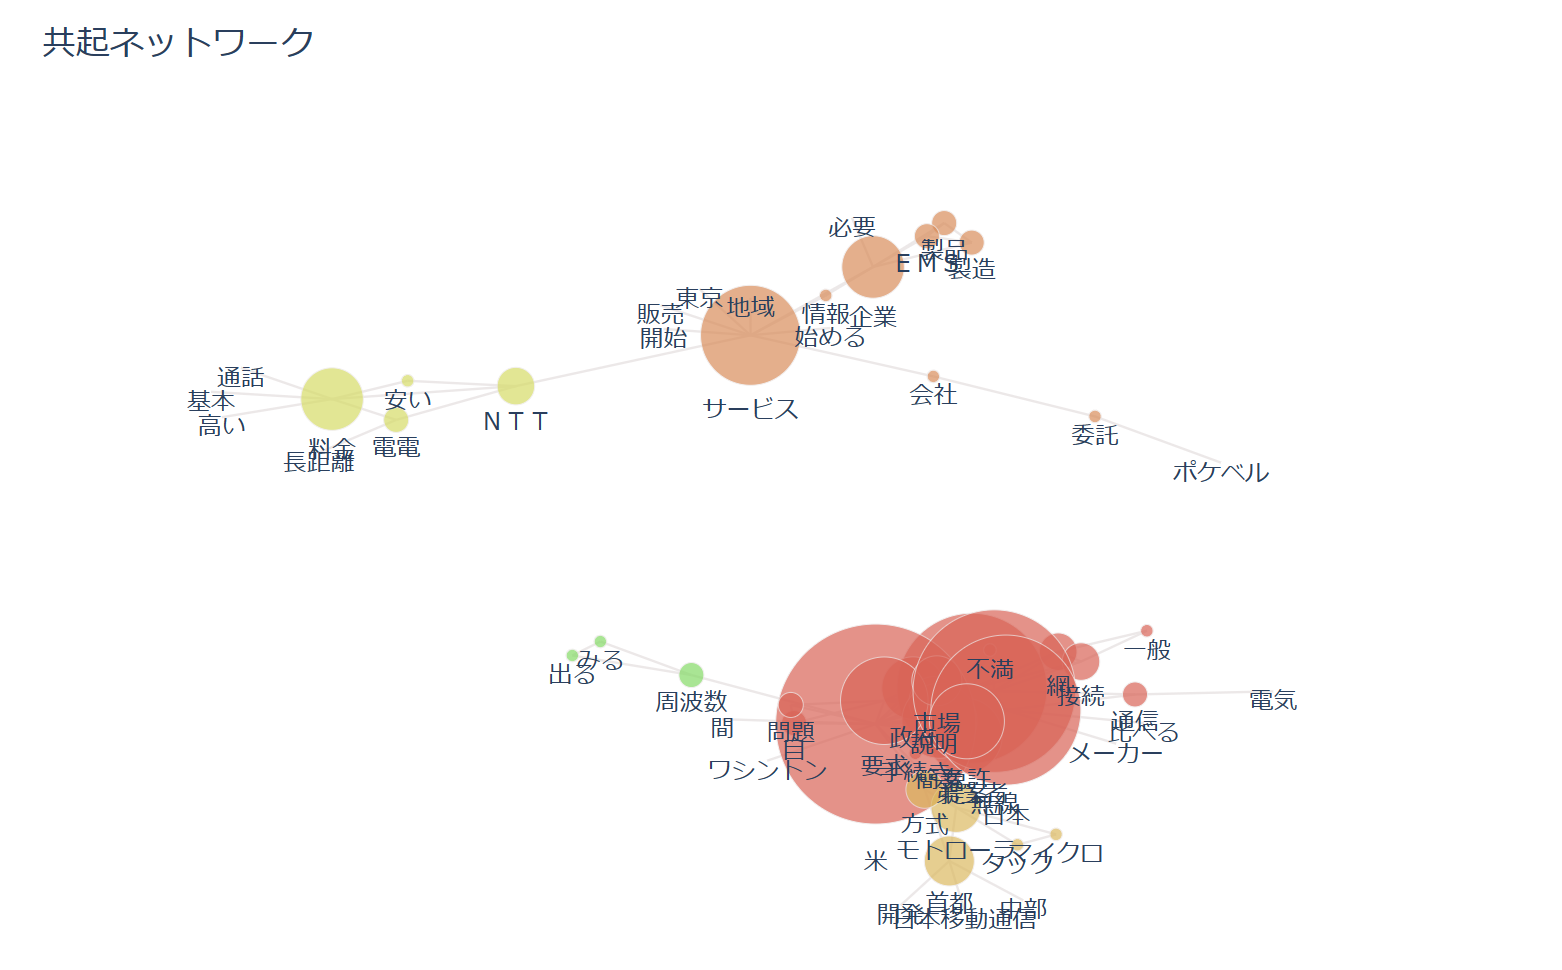 共起ネットワーク
必要
製品
ＥＭＳ
製造
東京
地域
販売
情報
企業
開始
始める
通話
安い
会社
基本
サービス
高い
ＮＴＴ
委託
料金
電電
長距離
ポケベル
一般
みる
不満
出る
網
接続
周波数
電気
通信
市場
間
問題
比べる
政府
説明
日
メーカー
要求
ワシントン
手続き
免許
無線
日本
方式
モトローラ
マイクロ
米
タック
首都
中部
開発
日本移動通信